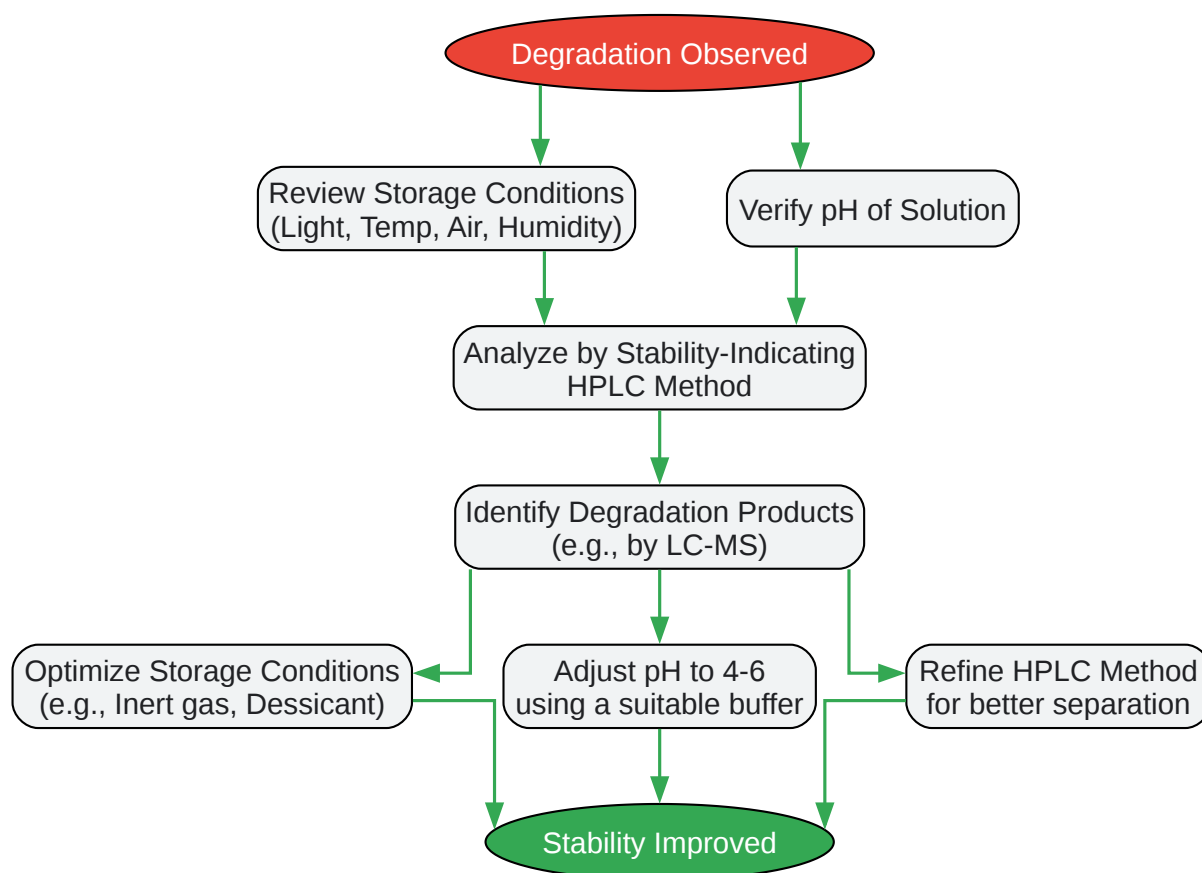 Degradation Observed
Review Storage Conditions
(Light, Temp, Air, Humidity)
Verify pH of Solution
Analyze by Stability-Indicating
HPLC Method
Identify Degradation Products
(e.g., by LC-MS)
Optimize Storage Conditions
(e.g., Inert gas, Dessicant)
Adjust pH to 4-6
using a suitable buffer
Refine HPLC Method
for better separation
Stability Improved